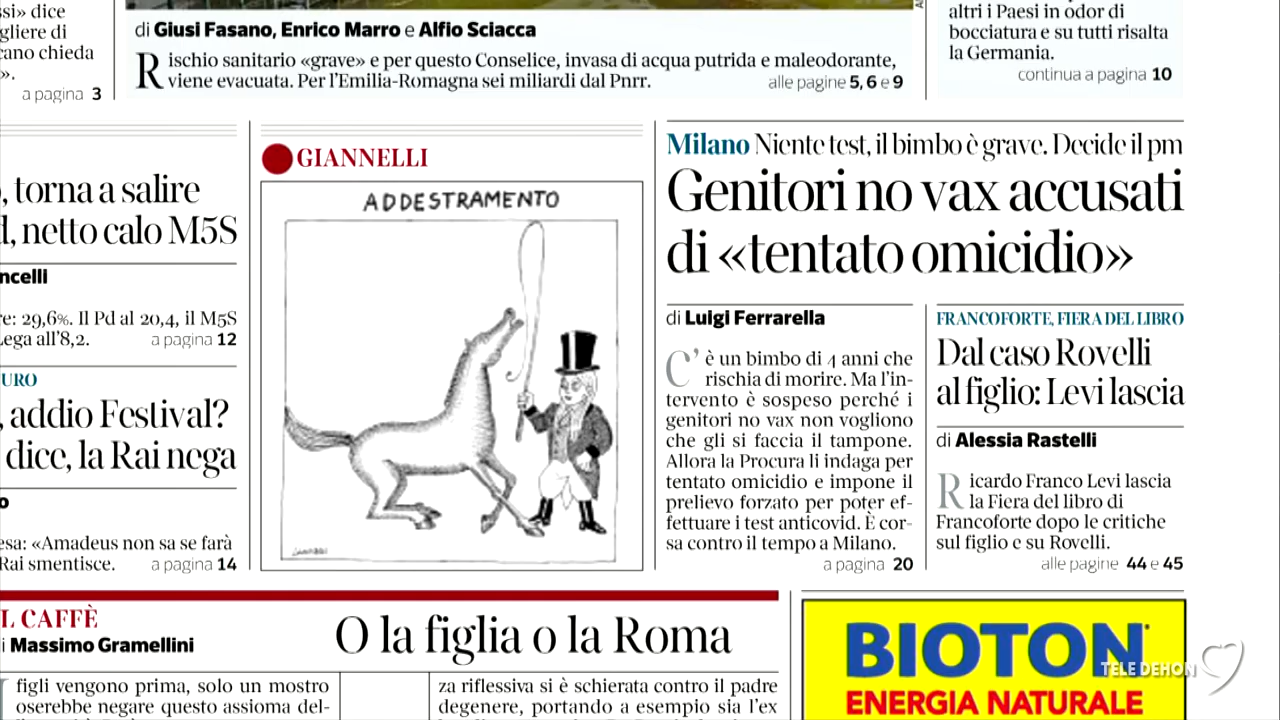 ssi» dice
gliere di
cano chieda
».
a pagina 3
di Giusi Fasano, Enrico Marro e Alfio Sciacca
Rischio sanitario «grave» e per questo Conselice, invasa di acqua putrida e maleodorante,
viene evacuata. Per l'Emilia-Romagna sei miliardi dal Pnrr.
alle pagine 5, 6 e 9
altri i Paesi in odor di
bocciatura e su tutti risalta
la Germania.
continua a pagina 10
, torna a salire
d, netto calo M5S
ncelli
re: 29,6%. Il Pd al 20,4, il M5S
Lega all'8,2.
a pagina 12
URO
, addio Festival?
dice, la Rai nega
o
esa: «Amadeus non sa se farà
Rai smentisce.
a pagina 14
GIANNELLI
ADDESTRAMENTO
Milano Niente test, il bimbo è grave. Decide il pm
Genitori no vax accusati
di «tentato omicidio»
di Luigi Ferrarella
C'è un bimbo di 4 anni che
rischia di morire. Ma l'in-
tervento è sospeso perché i
genitori no vax non vogliono
che gli si faccia il tampone.
Allora la Procura li indaga per
tentato omicidio e impone il
prelievo forzato per poter ef-
fettuare i test anticovid. È cor-
sa contro il tempo a Milano.
a pagina 20
FRANCOFORTE, FIERA DEL LIBRO
Dal caso Rovelli
al figlio: Levi lascia
di Alessia Rastelli
Ricardo Franco Levi lascia
la Fiera del libro di
Francoforte dopo le critiche
sul figlio e su Rovelli.
alle pagine 44 e 45
L CAFFÈ
i Massimo Gramellini
O la figlia o la Roma
figli vengono prima, solo un mostro
oserebbe negare questo assioma del-
za riflessiva si è schierata contro il padre
degenere, portando a esempio sia l'ex
BIOTON
ENERGIA NATURALE
TELE DEHON